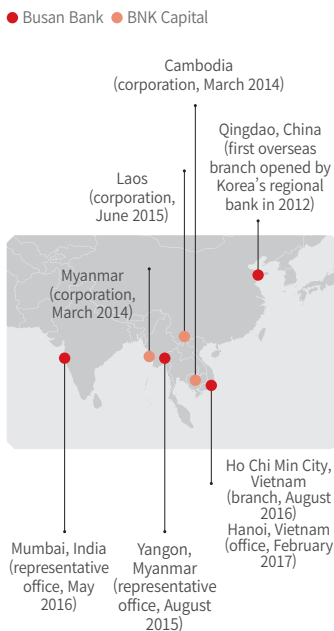 Busan Bank BNK Capital
Cambodia
(corporation, March 2014)
Qingdao, China
(first overseas
branch opened by
Korea's regional
bank in 2012)
Laos
(corporation,
June 2015)
Myanmar
(corporation,
March 2014)
Ho Chi Min City,
Vietnam
(branch, August
2016)
Hanoi, Vietnam
(office, February
2017)
Mumbai, India
(representative
office, May
2016)
Yangon,
Myanmar
(representative
office, August
2015)